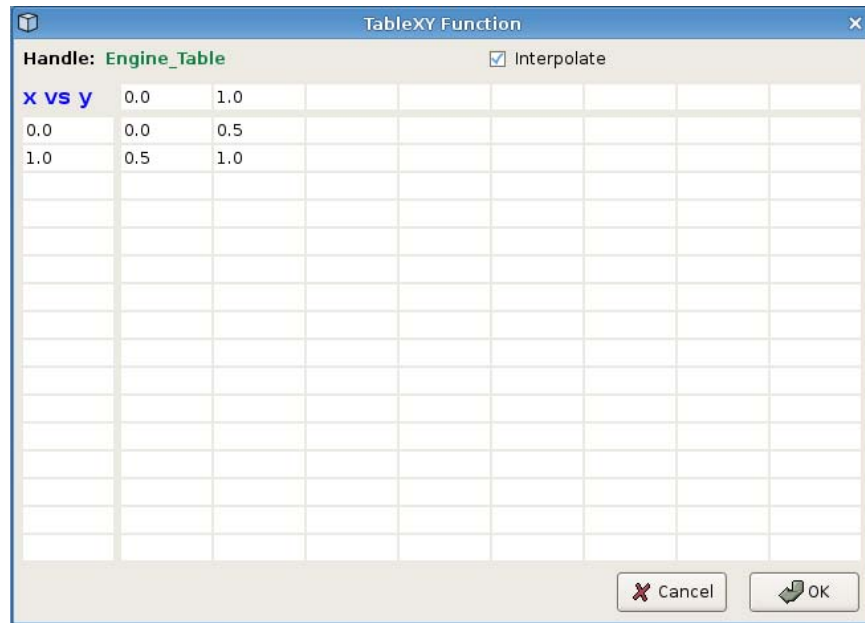 TableXY Function
Handle: Engine_Table Interpolate
x vs y 0.0 1.0
0.0 0.0 0.5
1.0 0.5 1.0
Cancel OK